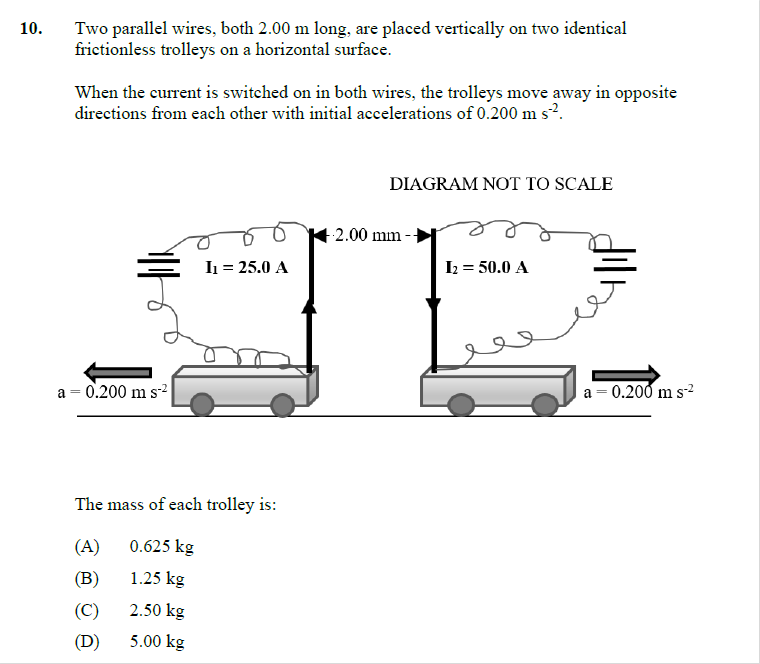 10. Two parallel wires, both 2.00 m long, are placed vertically on two identical
frictionless trolleys on a horizontal surface.
When the current is switched on in both wires, the trolleys move away in opposite
directions from each other with initial accelerations of 0.200 m s⁻².
DIAGRAM NOT TO SCALE
2.00 mm
I₁ = 25.0 A
I₂ = 50.0 A
a = 0.200 m s⁻²
a = 0.200 m s⁻²
The mass of each trolley is:
(A) 0.625 kg
(B) 1.25 kg
(C) 2.50 kg
(D) 5.00 kg